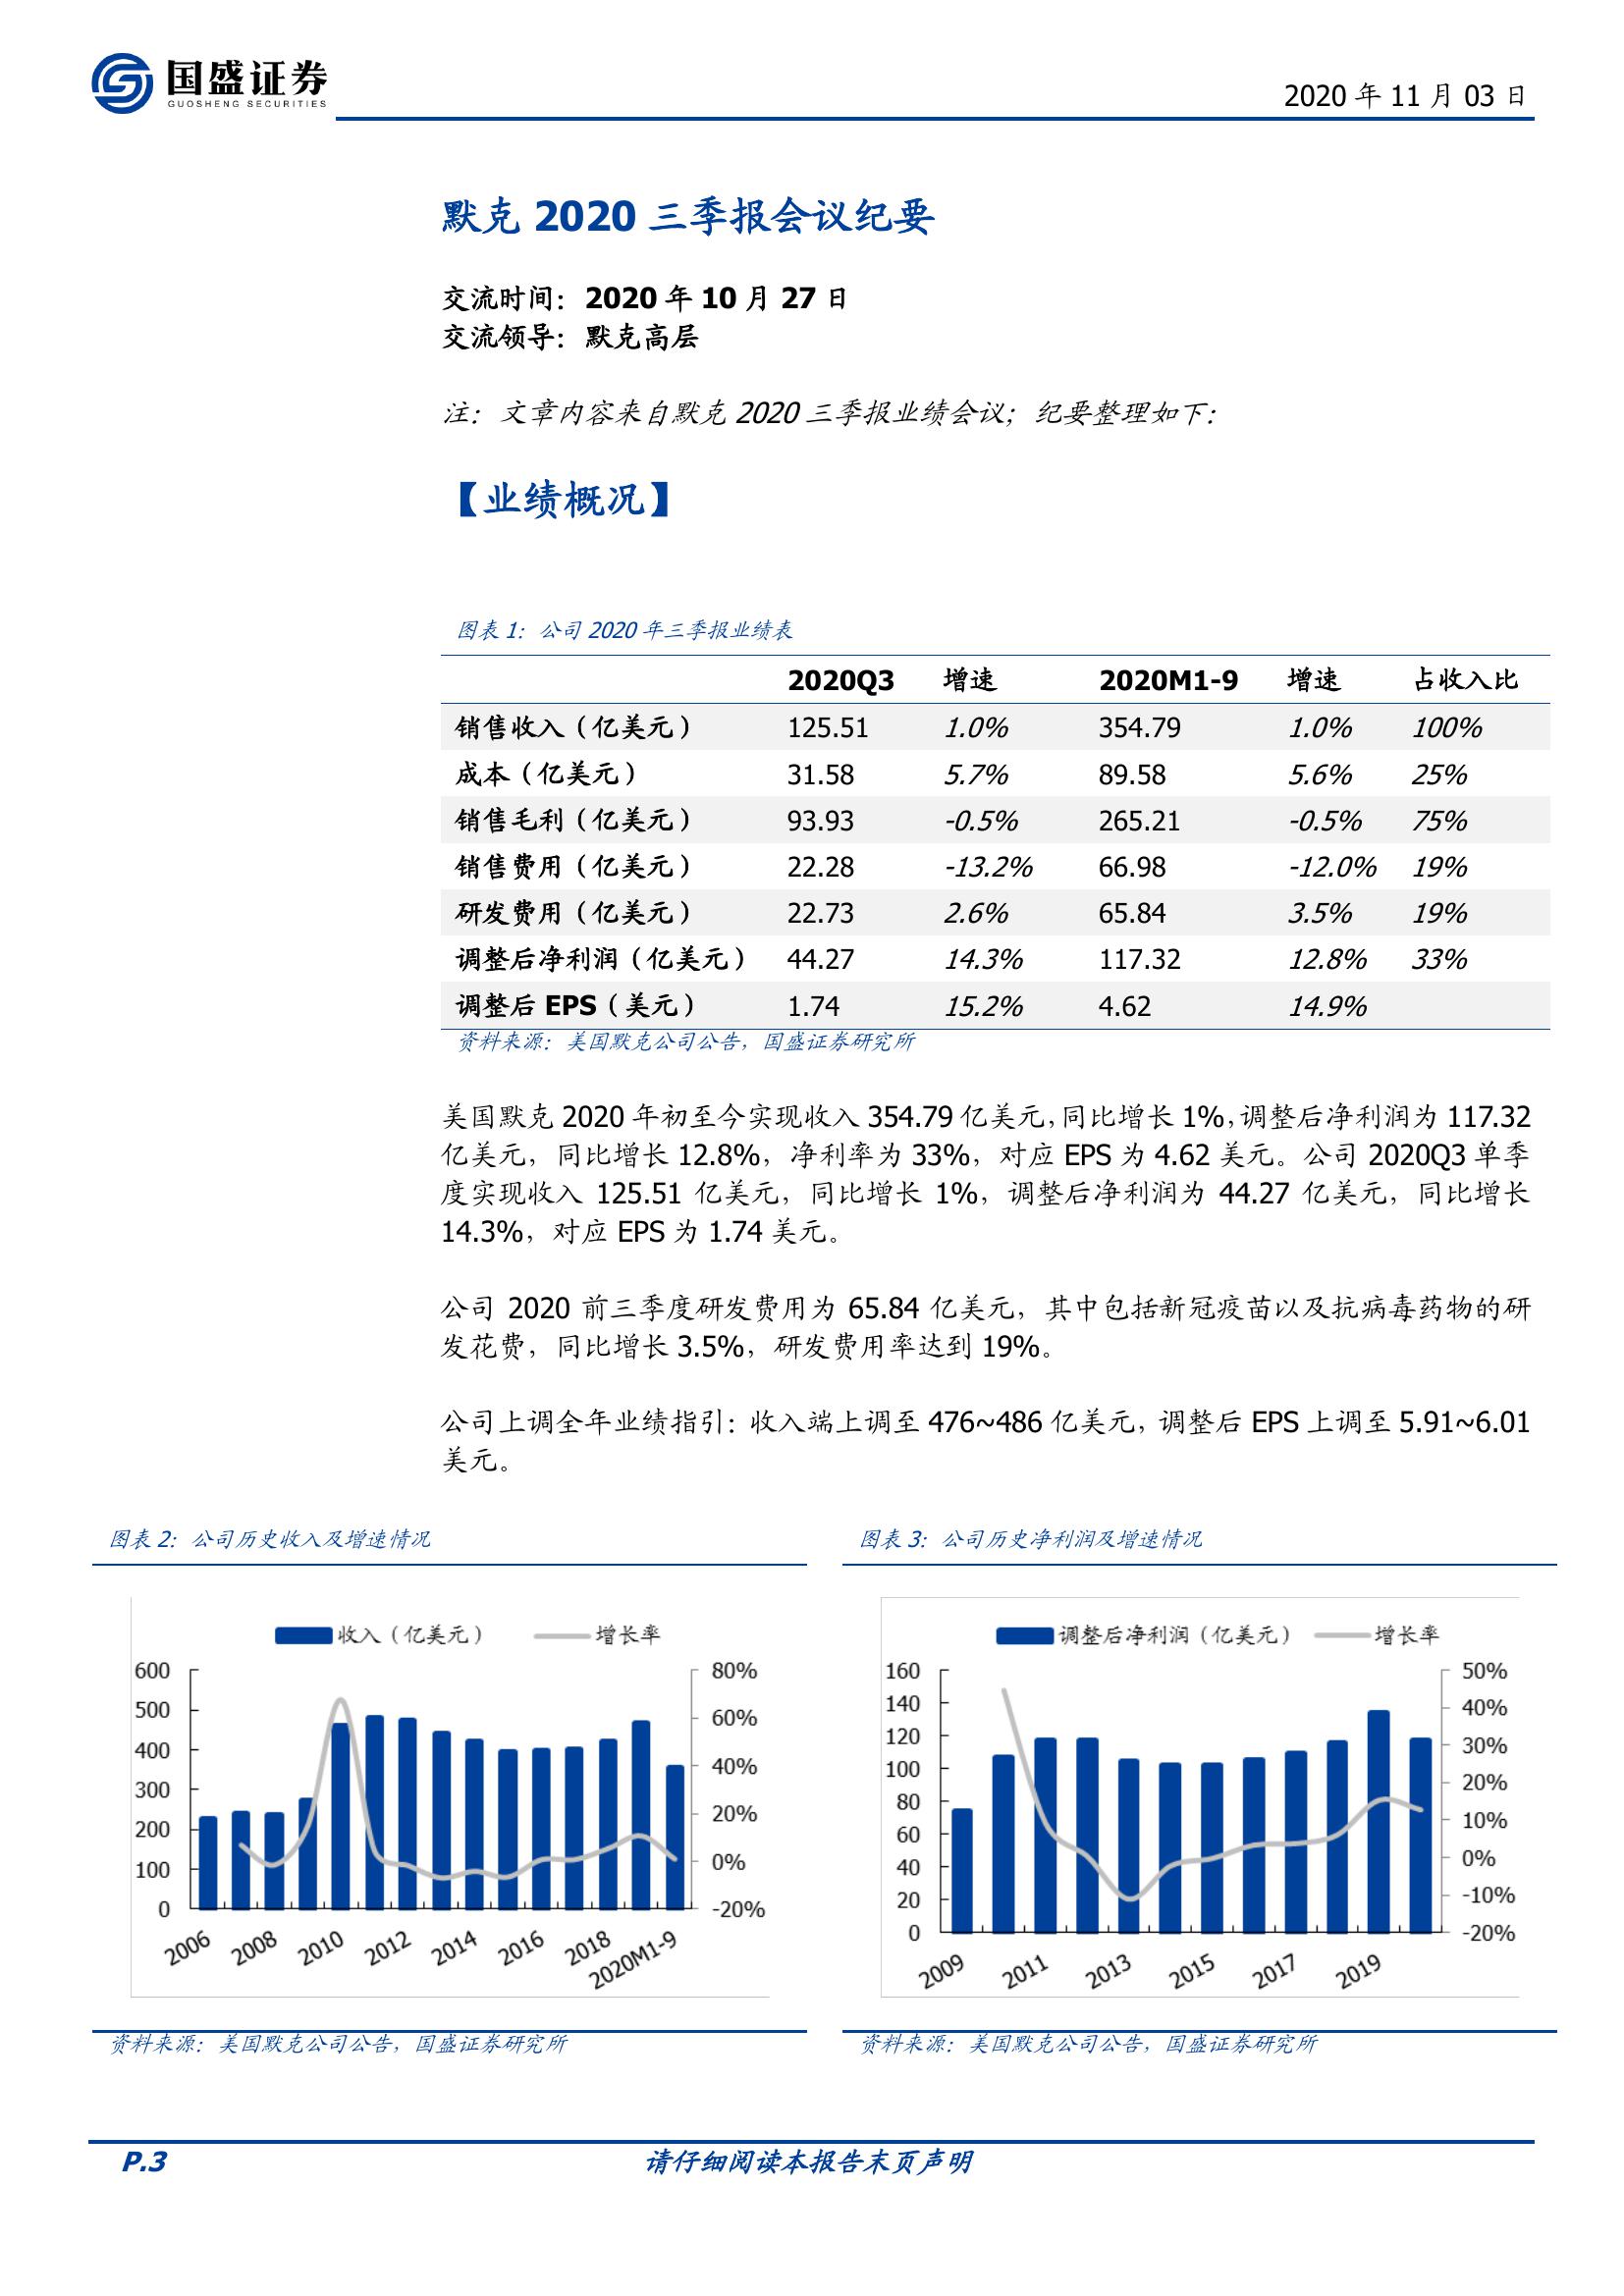 国盛证券
GUOSHENG SECURITIES
2020 年 11 月 03 日
默克 2020 三季报会议纪要
交流时间：2020 年 10 月 27 日
交流领导：默克高层
注：文章内容来自默克 2020 三季报业绩会议；纪要整理如下：
【业绩概况】
图表 1：公司 2020 年三季报业绩表
2020Q3 增速 2020M1-9 增速 占收入比
销售收入（亿美元） 125.51 1.0% 354.79 1.0% 100%
成本（亿美元） 31.58 5.7% 89.58 5.6% 25%
销售毛利（亿美元） 93.93 -0.5% 265.21 -0.5% 75%
销售费用（亿美元） 22.28 -13.2% 66.98 -12.0% 19%
研发费用（亿美元） 22.73 2.6% 65.84 3.5% 19%
调整后净利润（亿美元） 44.27 14.3% 117.32 12.8% 33%
调整后 EPS（美元） 1.74 15.2% 4.62 14.9%
资料来源：美国默克公司公告，国盛证券研究所
美国默克 2020 年初至今实现收入 354.79 亿美元，同比增长 1%，调整后净利润为 117.32
亿美元，同比增长 12.8%，净利率为 33%，对应 EPS 为 4.62 美元。公司 2020Q3 单季
度实现收入 125.51 亿美元，同比增长 1%，调整后净利润为 44.27 亿美元，同比增长
14.3%，对应 EPS 为 1.74 美元。
公司 2020 前三季度研发费用为 65.84 亿美元，其中包括新冠疫苗以及抗病毒药物的研
发花费，同比增长 3.5%，研发费用率达到 19%。
公司上调全年业绩指引：收入端上调至 476~486 亿美元，调整后 EPS 上调至 5.91~6.01
美元。
图表 2：公司历史收入及增速情况
收入（亿美元） 增长率
600
500
400
300
200
100
0
80%
60%
40%
20%
0%
-20%
2006 2008 2010 2012 2014 2016 2018 2020M1-9
资料来源：美国默克公司公告，国盛证券研究所
图表 3：公司历史净利润及增速情况
调整后净利润（亿美元） 增长率
160
140
120
100
80
60
40
20
0
50%
40%
30%
20%
10%
0%
-10%
-20%
2009 2011 2013 2015 2017 2019
资料来源：美国默克公司公告，国盛证券研究所
P.3 请仔细阅读本报告末页声明